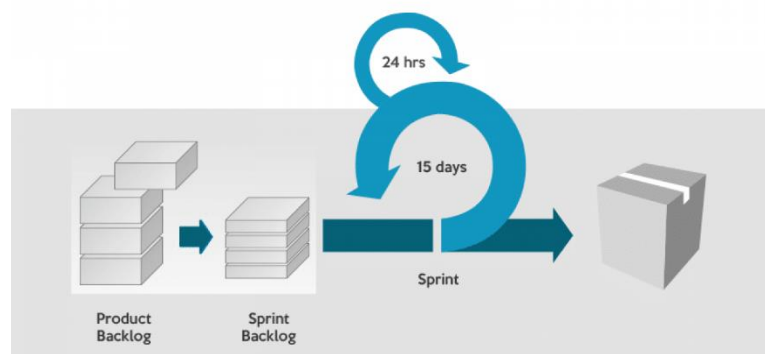 24 hrs
15 days
Sprint
Product
Backlog
Sprint
Backlog